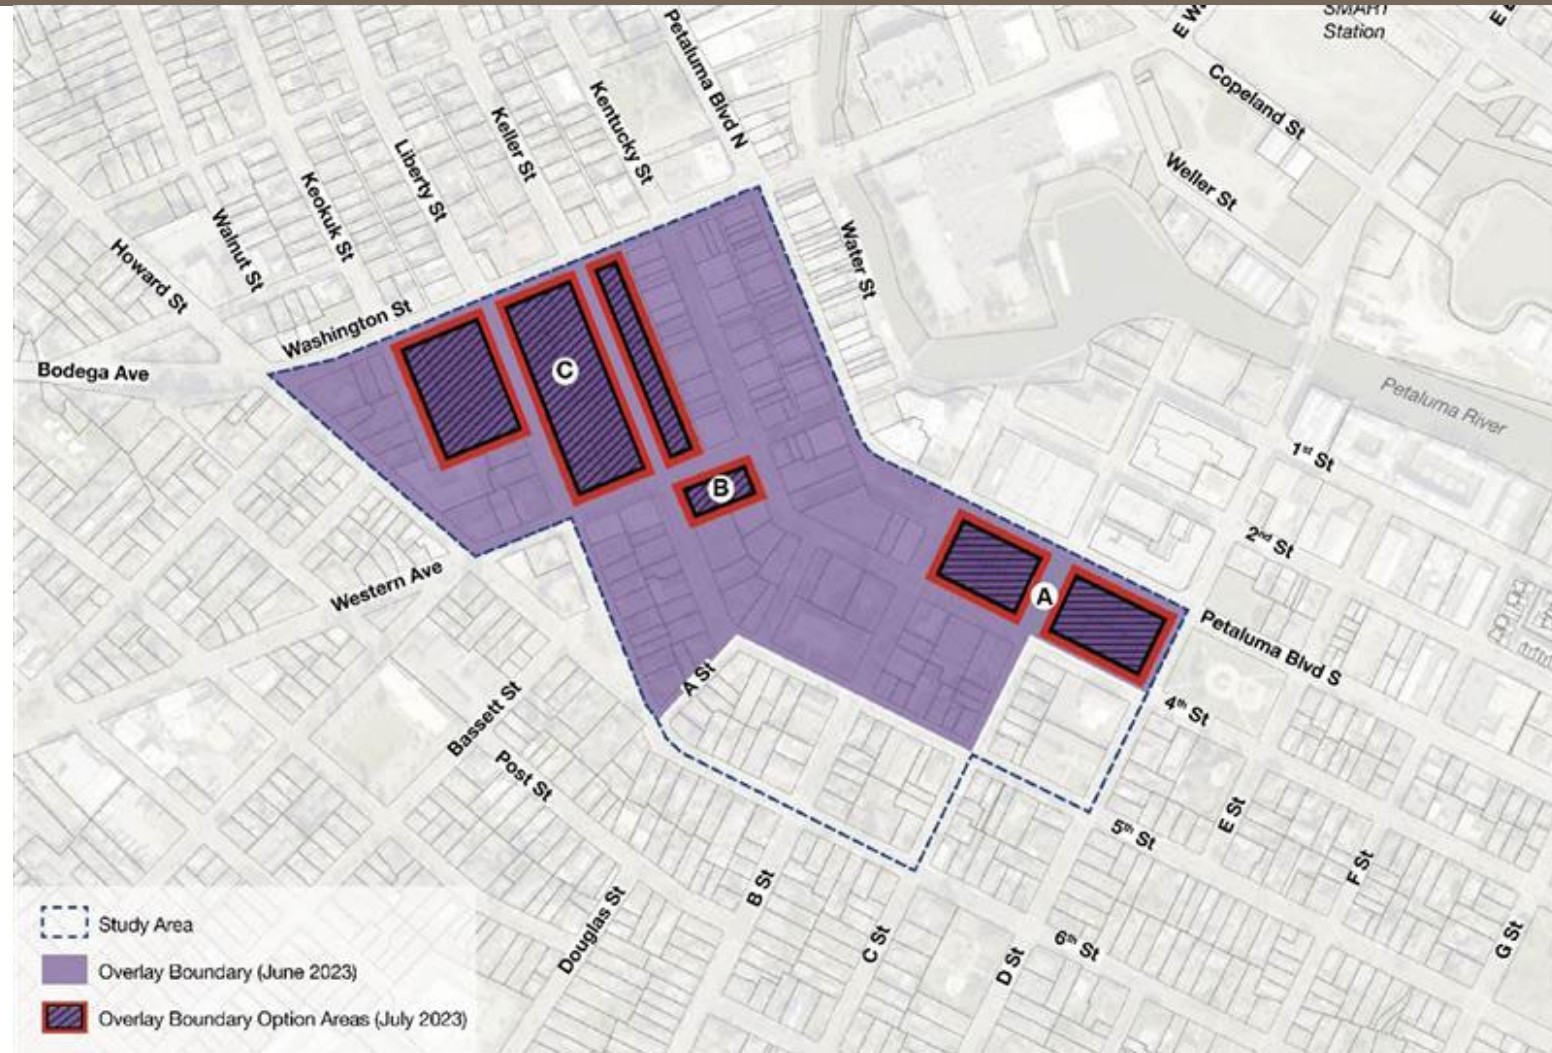 SMART
Station
E
Petaluma Blvd N
Copeland St
Kentucky St
Keller St
Liberty St
Weller St
Keokuk St
Walnut St
Howard St
Water St
Washington St
Bodega Ave
C
Petaluma River
1st St
B
2nd St
A
Western Ave
Petaluma Blvd S
A St
4th St
Bassett St
Post St
E St
5th St
F St
B St
Douglas St
C St
6th St
D St
G St
Study Area
Overlay Boundary (June 2023)
Overlay Boundary Option Areas (July 2023)